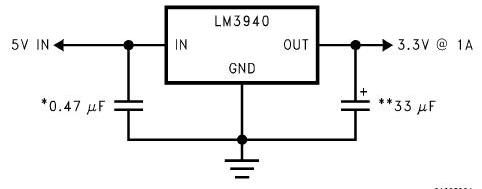 LM3940
5V IN
IN
OUT
3.3V @ 1A
GND
*0.47 μF
+
**33 μF